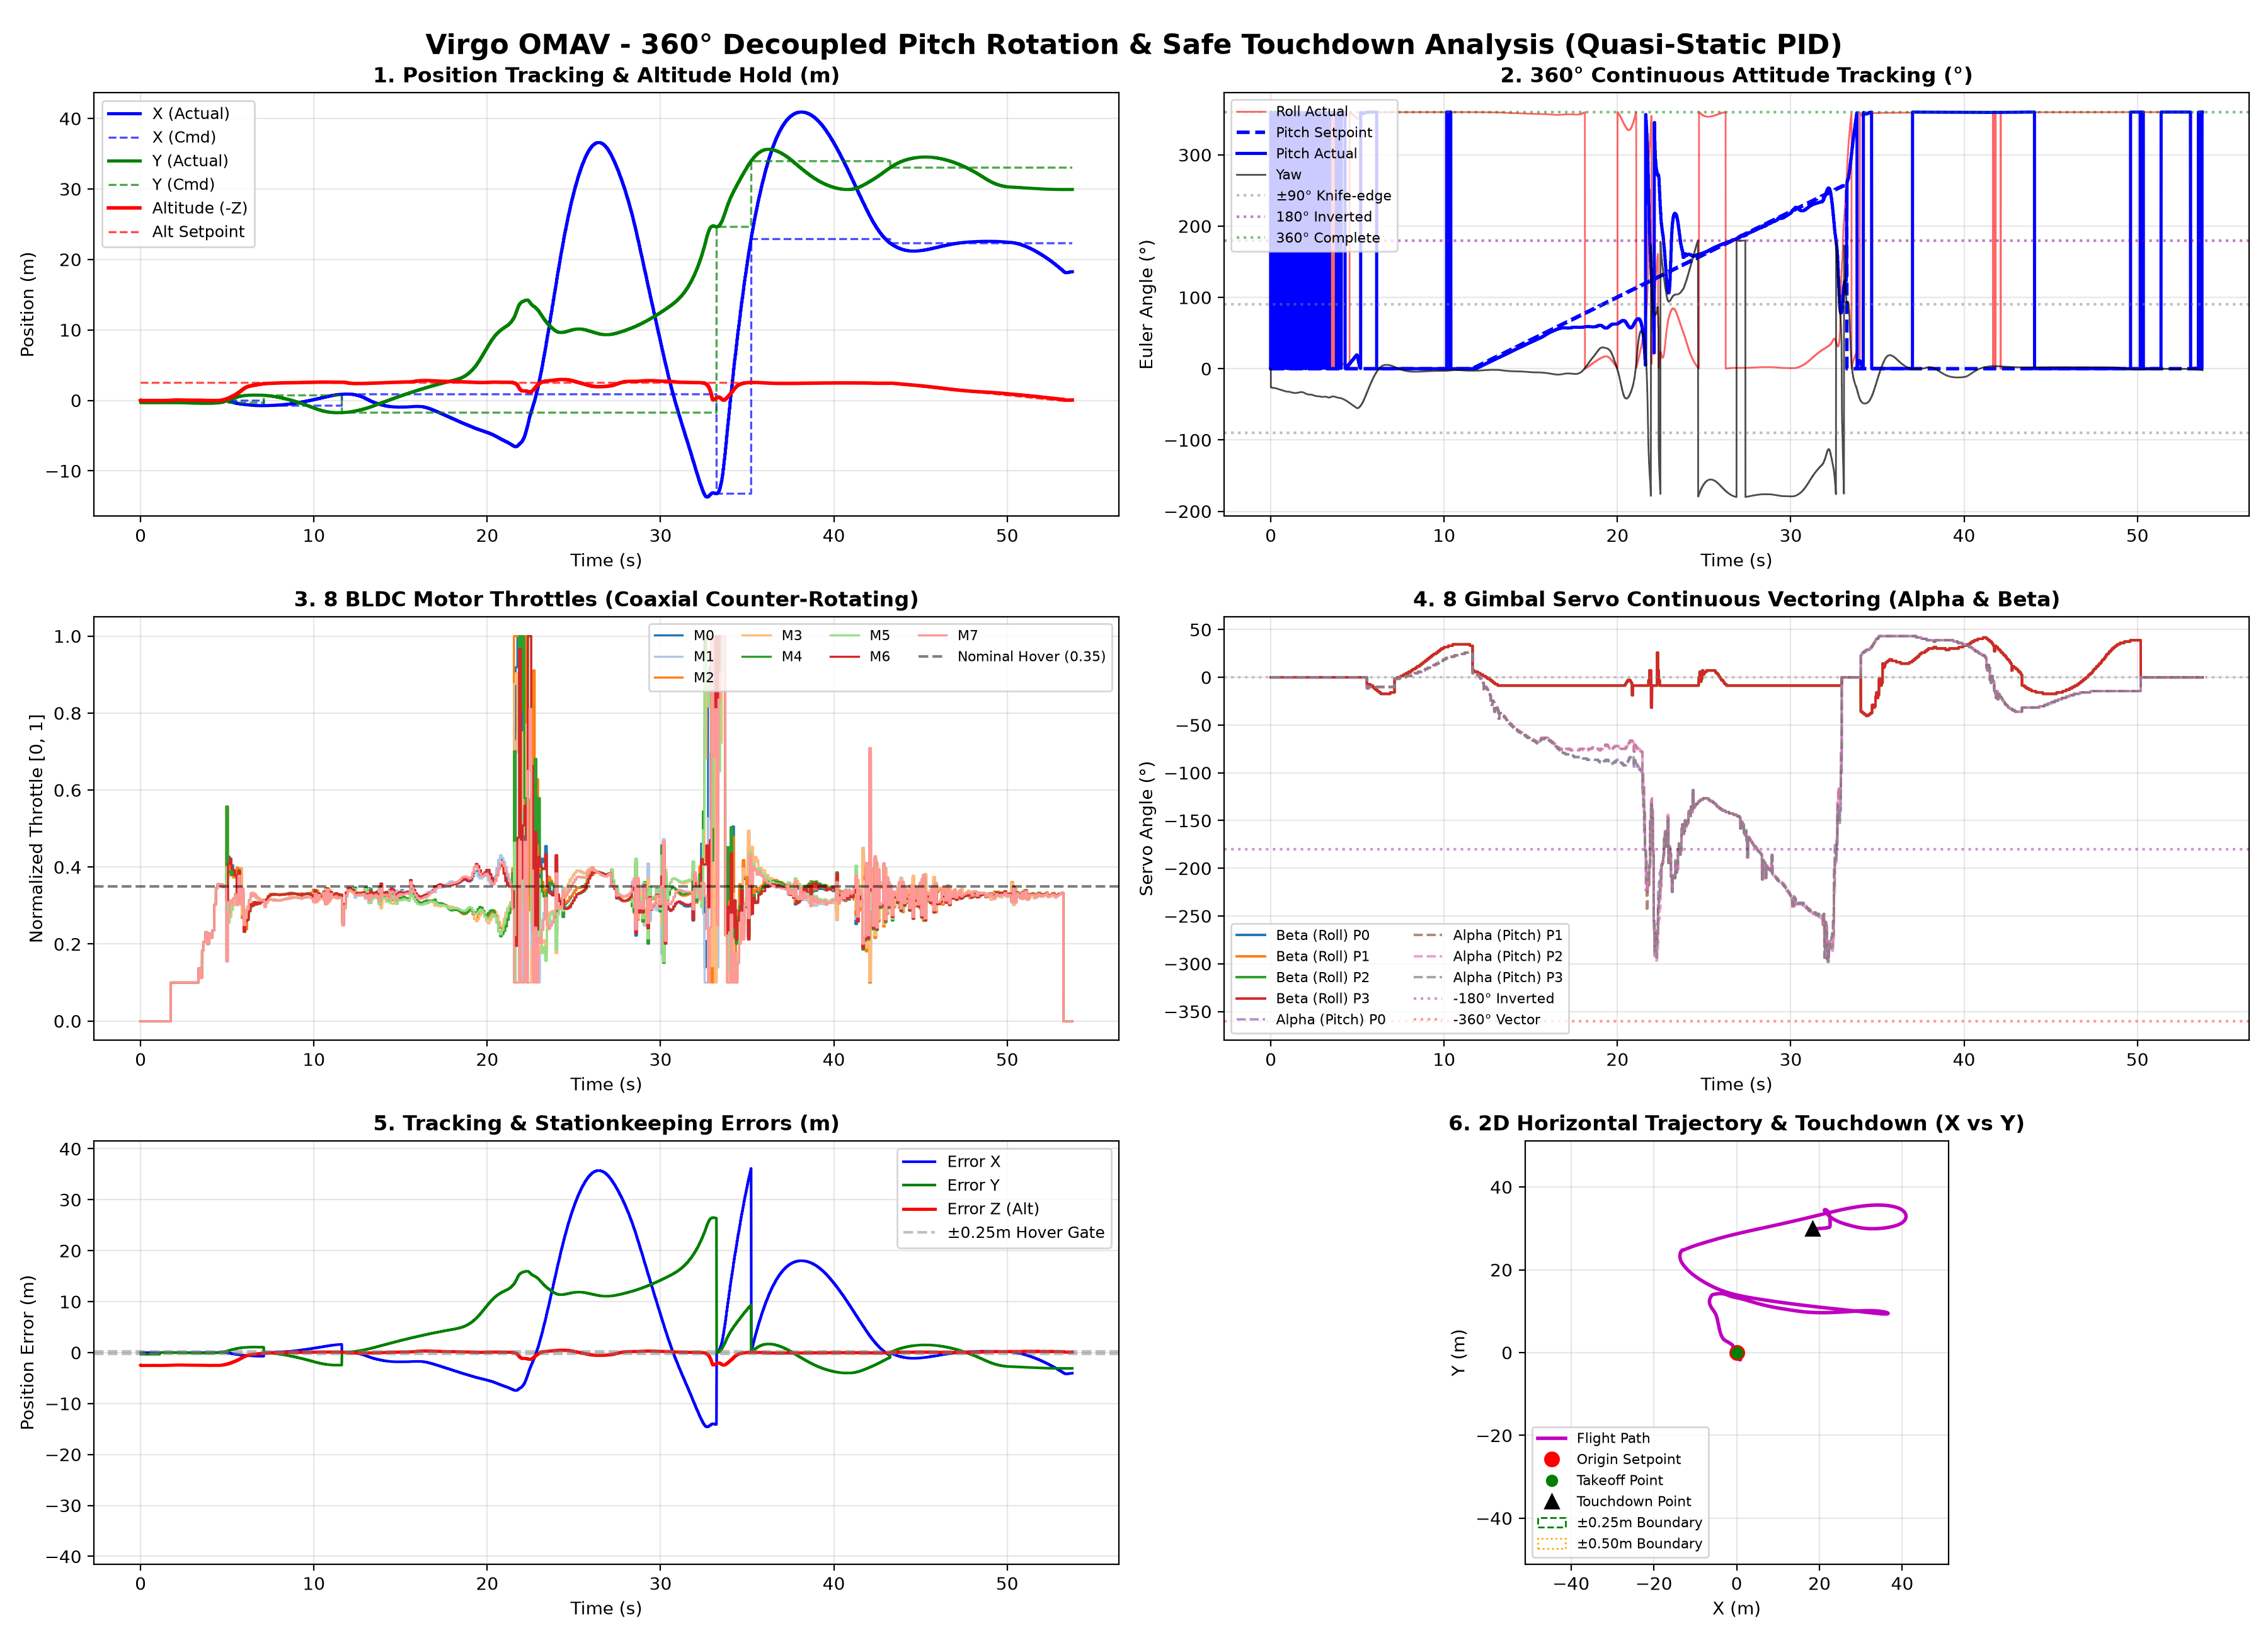 Virgo OMAV - 360° Decoupled Pitch Rotation & Safe Touchdown Analysis (Quasi-Static PID)
1. Position Tracking & Altitude Hold (m)
Position (m)
40
30
20
10
0
−10
X (Actual)
X (Cmd)
Y (Actual)
Y (Cmd)
Altitude (-Z)
Alt Setpoint
0 10 20 30 40 50
Time (s)
2. 360° Continuous Attitude Tracking (°)
Euler Angle (°)
300
200
100
0
−100
−200
Roll Actual
Pitch Setpoint
Pitch Actual
Yaw
±90° Knife-edge
180° Inverted
360° Complete
0 10 20 30 40 50
Time (s)
3. 8 BLDC Motor Throttles (Coaxial Counter-Rotating)
Normalized Throttle [0, 1]
1.0
0.8
0.6
0.4
0.2
0.0
M0 M3 M5 M7
M1 M4 M6 Nominal Hover (0.35)
M2
0 10 20 30 40 50
Time (s)
4. 8 Gimbal Servo Continuous Vectoring (Alpha & Beta)
Servo Angle (°)
50
0
−50
−100
−150
−200
−250
−300
−350
Beta (Roll) P0 Alpha (Pitch) P1
Beta (Roll) P1 Alpha (Pitch) P2
Beta (Roll) P2 Alpha (Pitch) P3
Beta (Roll) P3 -180° Inverted
Alpha (Pitch) P0 -360° Vector
0 10 20 30 40 50
Time (s)
5. Tracking & Stationkeeping Errors (m)
Position Error (m)
40
30
20
10
0
−10
−20
−30
−40
Error X
Error Y
Error Z (Alt)
±0.25m Hover Gate
0 10 20 30 40 50
Time (s)
6. 2D Horizontal Trajectory & Touchdown (X vs Y)
Y (m)
40
20
0
−20
−40
Flight Path
Origin Setpoint
Takeoff Point
Touchdown Point
±0.25m Boundary
±0.50m Boundary
−40 −20 0 20 40
X (m)